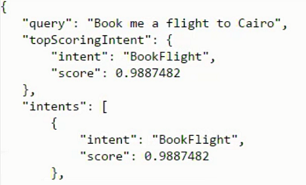 {
"query": "Book me a flight to Cairo",
"topScoringIntent": {
"intent": "BookFlight",
"score": 0.9887482
},
"intents": [
{
"intent": "BookFlight",
"score": 0.9887482
},